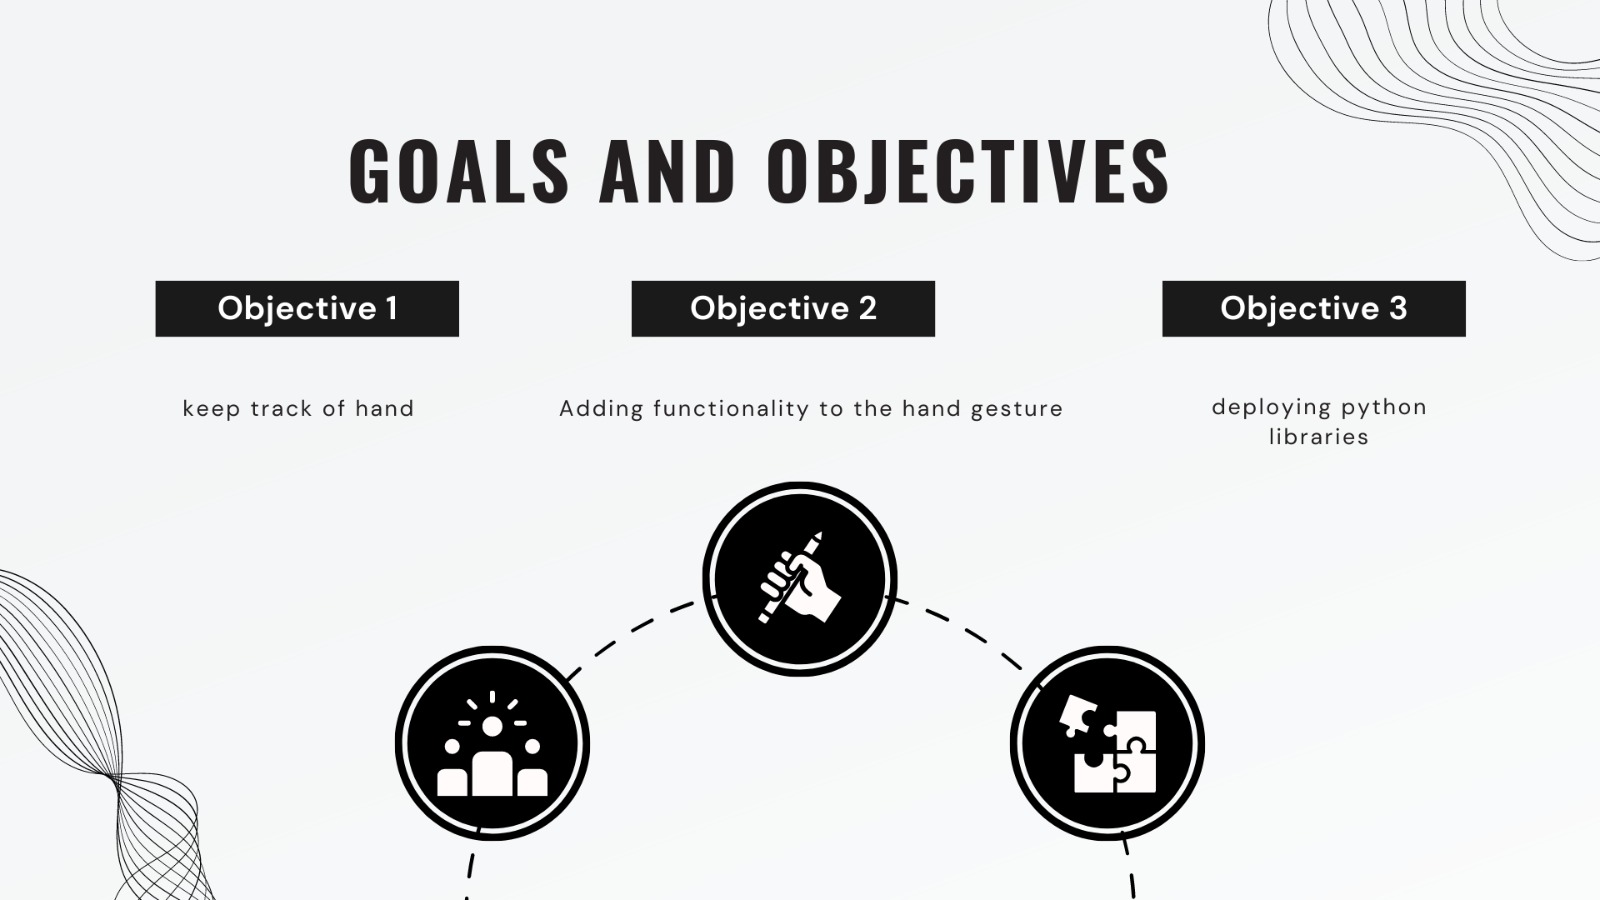 GOALS AND OBJECTIVES
Objective 1
keep track of hand
Objective 2
Adding functionality to the hand gesture
Objective 3
deploying python
libraries